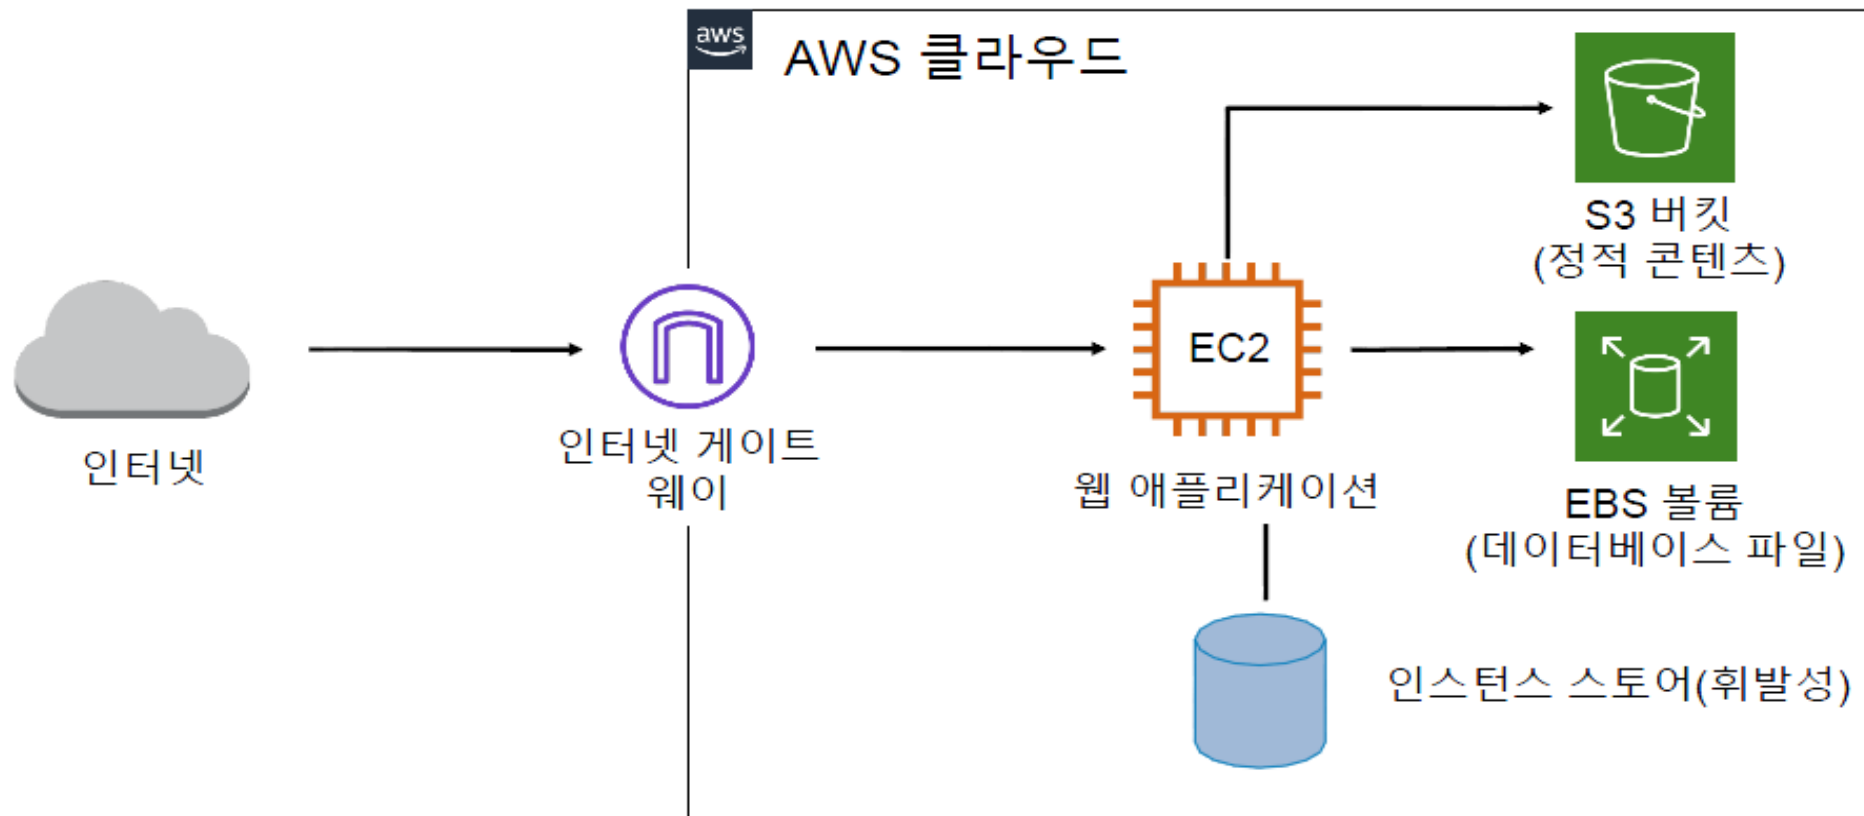 aws
AWS 클라우드
S3 버킷
(정적 콘텐츠)
EC2
인터넷
인터넷 게이트
웨이
웹 애플리케이션
EBS 볼륨
(데이터베이스 파일)
인스턴스 스토어(휘발성)